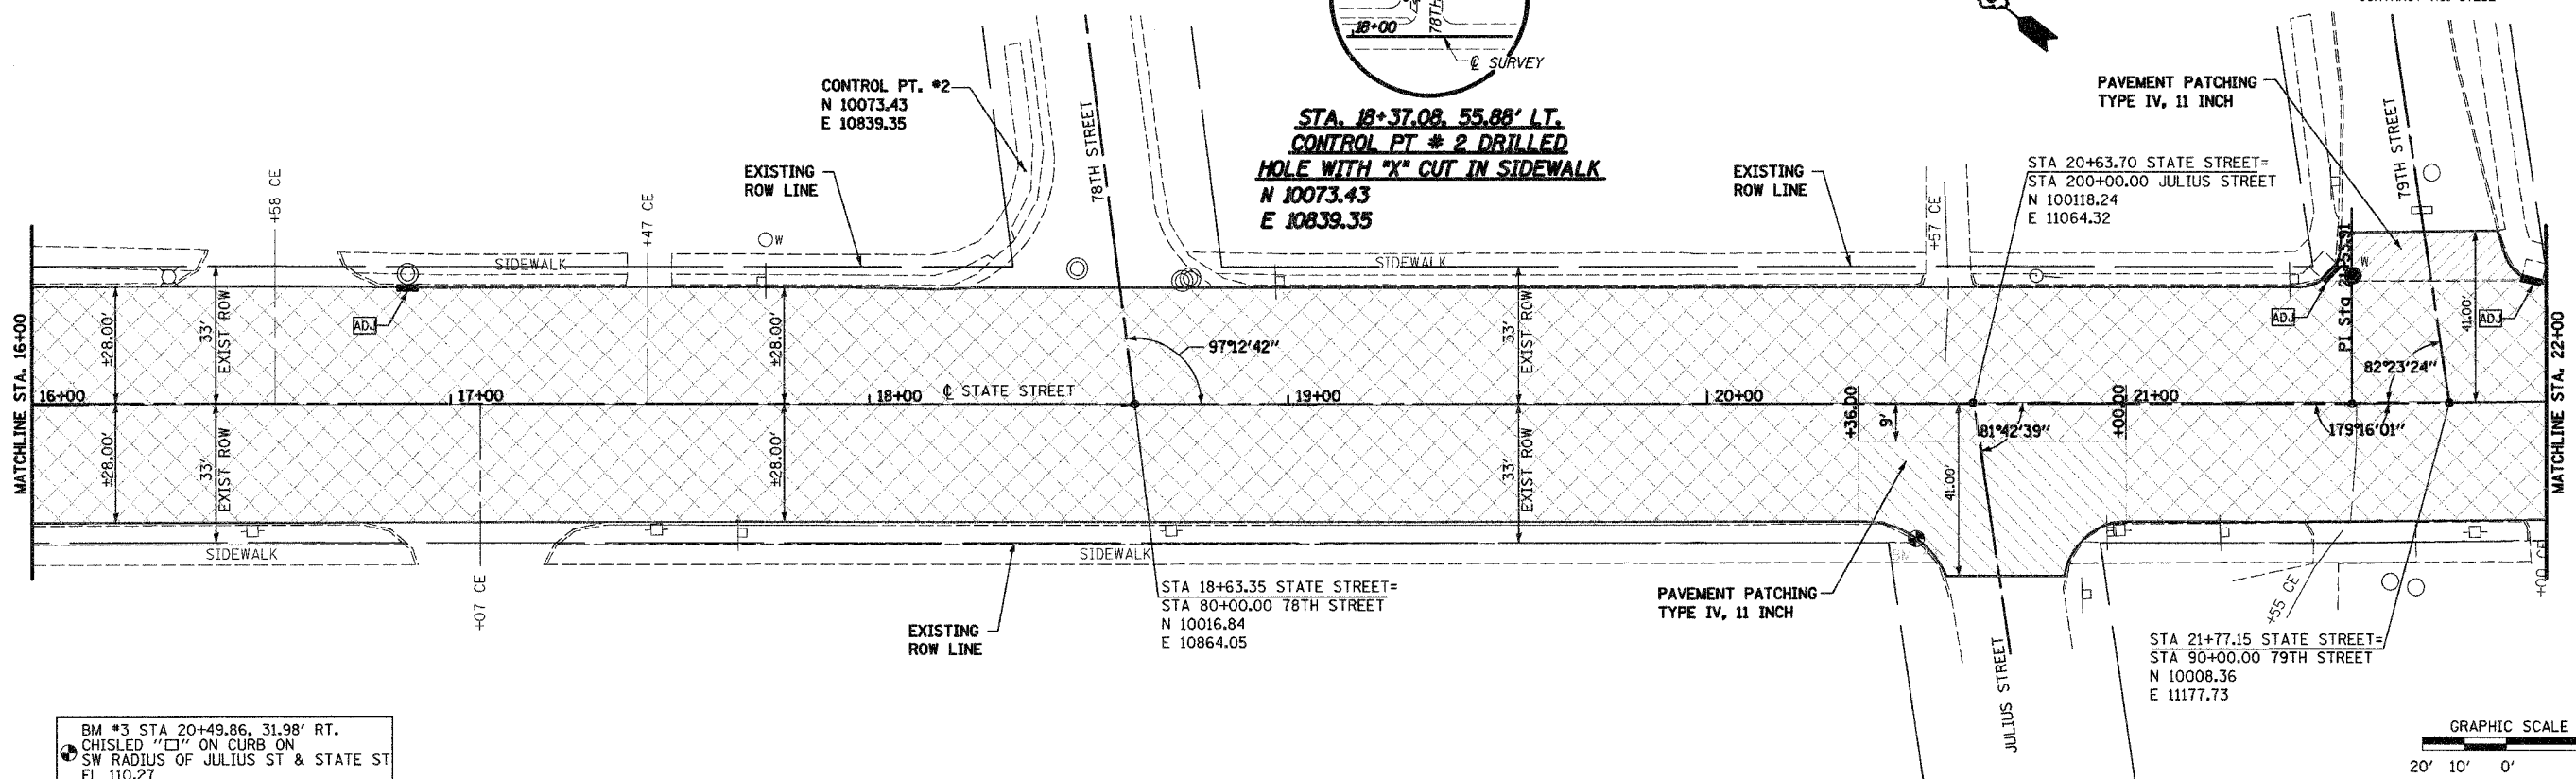 18+00
78TH
℄ SURVEY
CONTROL PT. #2
N 10073.43
E 10839.35
STA. 18+37.08, 55.88' LT.
CONTROL PT # 2 DRILLED
HOLE WITH "X" CUT IN SIDEWALK
N 10073.43
E 10839.35
EXISTING
ROW LINE
78TH STREET
EXISTING
ROW LINE
PAVEMENT PATCHING
TYPE IV, 11 INCH
79TH STREET
STA 20+63.70 STATE STREET=
STA 200+00.00 JULIUS STREET
N 100118.24
E 11064.32
+58 CE
+47 CE
+57 CE
W
SIDEWALK
SIDEWALK
W
ADJ
ADJ
ADJ
MATCHLINE STA. 16+00
±28.00'
33'
EXIST ROW
±28.00'
97°12'42"
33'
EXIST ROW
41.00'
82°23'24"
MATCHLINE STA. 22+00
16+00
17+00
18+00
℄ STATE STREET
19+00
20+00
+36.00
9'
+00.00
21+00
81°42'39"
179°16'01"
±28.00'
33'
EXIST ROW
±28.00'
33'
EXIST ROW
41.00'
SIDEWALK
SIDEWALK
BM
+07 CE
+55 CE
+00 CE
STA 18+63.35 STATE STREET=
STA 80+00.00 78TH STREET
N 10016.84
E 10864.05
EXISTING
ROW LINE
PAVEMENT PATCHING
TYPE IV, 11 INCH
JULIUS STREET
STA 21+77.15 STATE STREET=
STA 90+00.00 79TH STREET
N 10008.36
E 11177.73
BM #3 STA 20+49.86, 31.98' RT.
CHISLED "□" ON CURB ON
SW RADIUS OF JULIUS ST & STATE ST
EL 110.27
GRAPHIC SCALE
20' 10' 0'